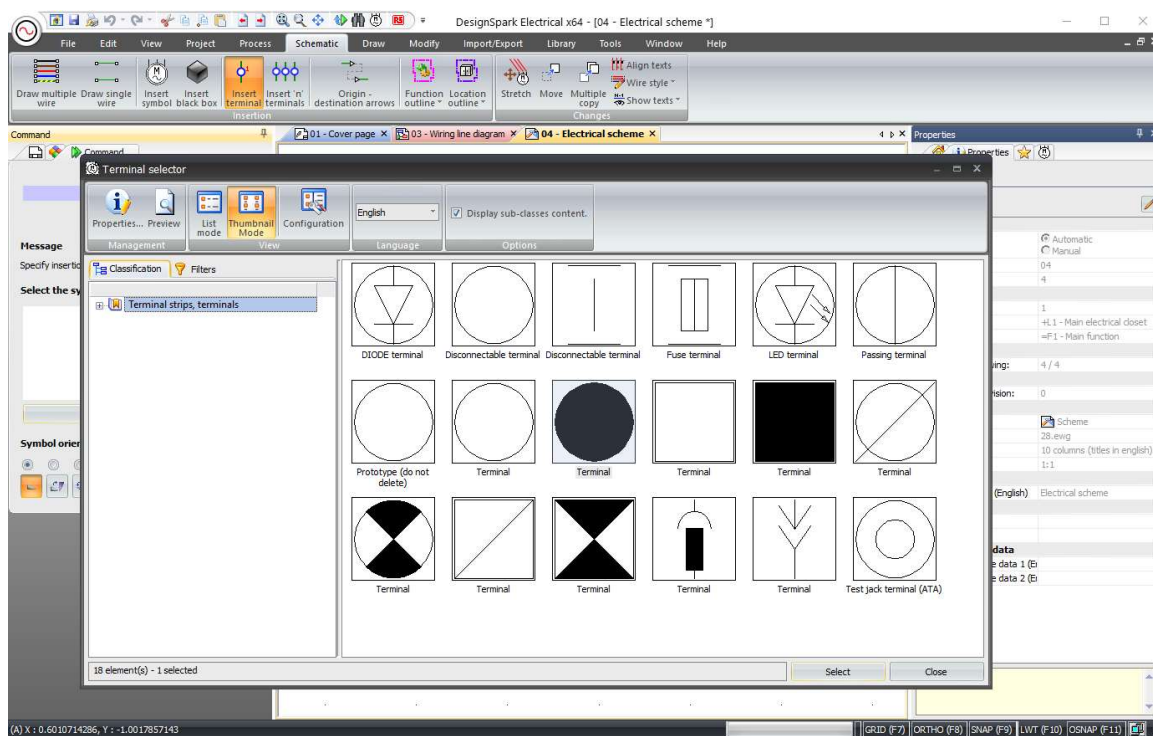 DesignSpark Electrical x64 - [04 - Electrical scheme *]
File Edit View Project Process Schematic Draw Modify Import/Export Library Tools Window Help
Draw multiple wire
Draw single wire
Insert symbol
Insert black box
Insert terminal
Insert 'n' terminals
Origin - destination arrows
Function outline
Location outline
Stretch
Move
Multiple copy
Align texts
Wire style
Show texts
Insertion
Changes
Command
01 - Cover page
03 - Wiring line diagram
04 - Electrical scheme
Properties
Command
Properties
Terminal selector
Properties...
Preview
List mode
Thumbnail Mode
Configuration
English
Display sub-classes content.
Management
View
Language
Options
Message
Specify insertio
Select the sy
Symbol orien
Classification
Filters
Terminal strips, terminals
DIODE terminal
Disconnectable terminal
Disconnectable terminal
Fuse terminal
LED terminal
Passing terminal
Prototype (do not delete)
Terminal
Terminal
Terminal
Terminal
Terminal
Terminal
Terminal
Terminal
Terminal
Terminal
Test jack terminal (ATA)
18 element(s) - 1 selected
Select
Close
Automatic
Manual
04
4
1
+L1 - Main electrical closet
=F1 - Main function
ving:
4 / 4
vision:
0
Scheme
28.ewg
10 columns (titles in english)
1:1
(English)
Electrical scheme
data
e data 1 (E
e data 2 (E
(A) X : 0.6010714286, Y : -1.0017857143
GRID (F7) ORTHO (F8) SNAP (F9) LWT (F10) OSNAP (F11)